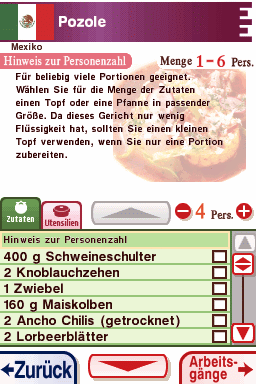 Pozole
Mexiko
Hinweis zur Personenzahl Menge 1-6 Pers.
Für beliebig viele Portionen geeignet.
Wählen Sie für die Menge der Zutaten
einen Topf oder eine Pfanne in passender
Größe. Da dieses Gericht nur wenig
Flüssigkeit hat, sollten Sie einen kleinen
Topf verwenden, wenn Sie nur eine Portion
zubereiten.
Zutaten
Utensilien
4 Pers.
Hinweis zur Personenzahl
400 g Schweineschulter
2 Knoblauchzehen
1 Zwiebel
160 g Maiskolben
2 Ancho Chilis (getrocknet)
2 Lorbeerblätter
Zurück
Arbeits-
gänge